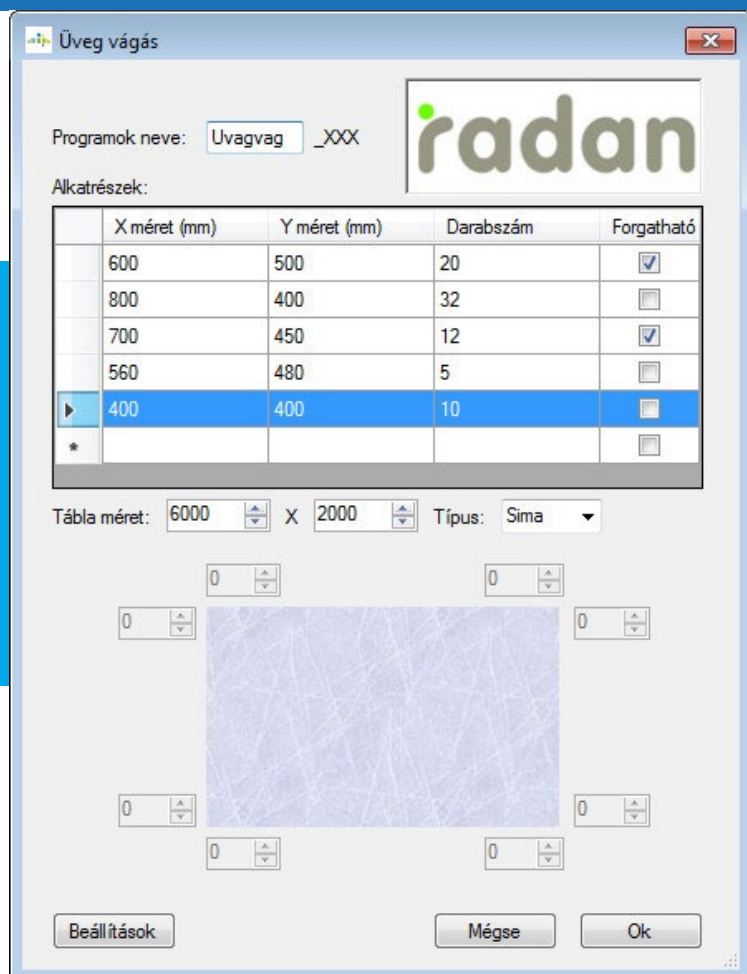 Üveg vágás
radan
Programok neve: Uvagvag _XXX
Alkatrészek:
X méret (mm) Y méret (mm) Darabszám Forgatható
600 500 20
800 400 32
700 450 12
560 480 5
400 400 10
*
Tábla méret: 6000 X 2000 Típus: Sima
0 0
0 0
0 0
0 0
Beállítások Mégse Ok